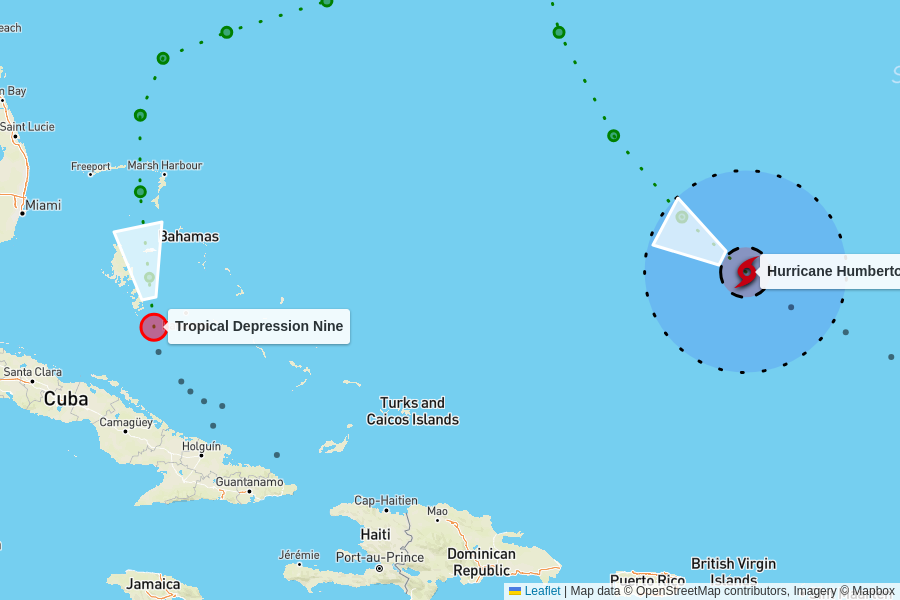 each
m Bay
Saint Lucie
Freeport
Marsh Harbour
Miami
Bahamas
Hurricane Humberto
Tropical Depression Nine
Santa Clara
Cuba
Camagüey
Turks and
Caicos Islands
Holguín
Guantanamo
Cap-Haitien
Mao
Haiti
Jérémie
Port-au-Prince
Dominican
Republic
Jamaica
Puerto Rico
British Virgin
Islands
Leaflet | Map data © OpenStreetMap contributors, Imagery © Mapbox